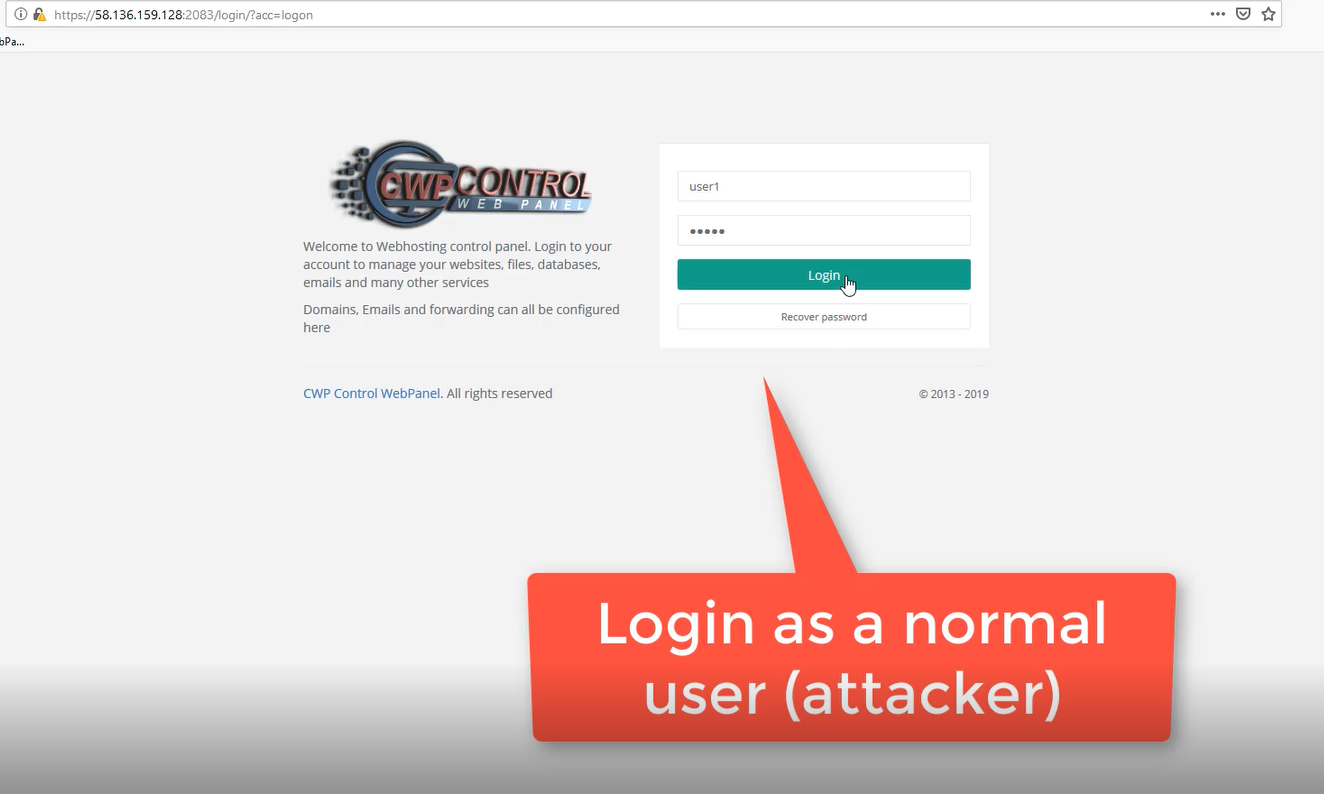 https://58.136.159.128:2083/login/?acc=logon
bPa...
CWP CONTROL
WEB PANEL
Welcome to Webhosting control panel. Login to your
account to manage your websites, files, databases,
emails and many other services
Domains, Emails and forwarding can all be configured
here
user1
●●●●●
Login
Recover password
CWP Control WebPanel. All rights reserved
© 2013 - 2019
Login as a normal
user (attacker)